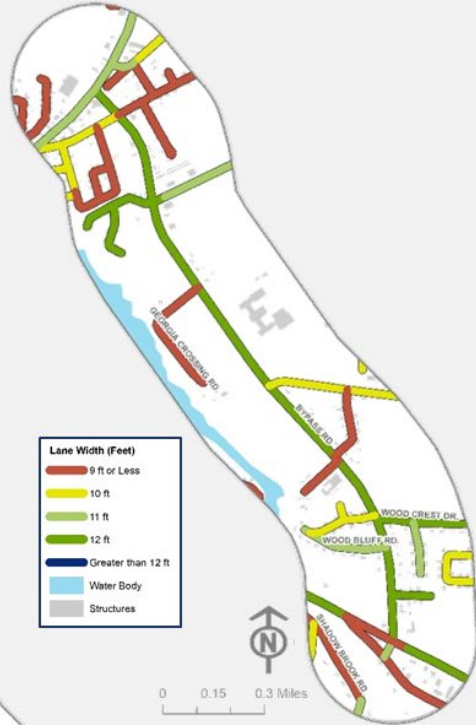 GEORGIA CROSSING RD.
BYPASS RD.
Lane Width (Feet)
9 ft or Less
10 ft
11 ft
12 ft
Greater than 12 ft
Water Body
Structures
WOOD CREST DR.
WOOD BLUFF RD.
SHADOW BROOK RD
N
0 0.15 0.3 Miles